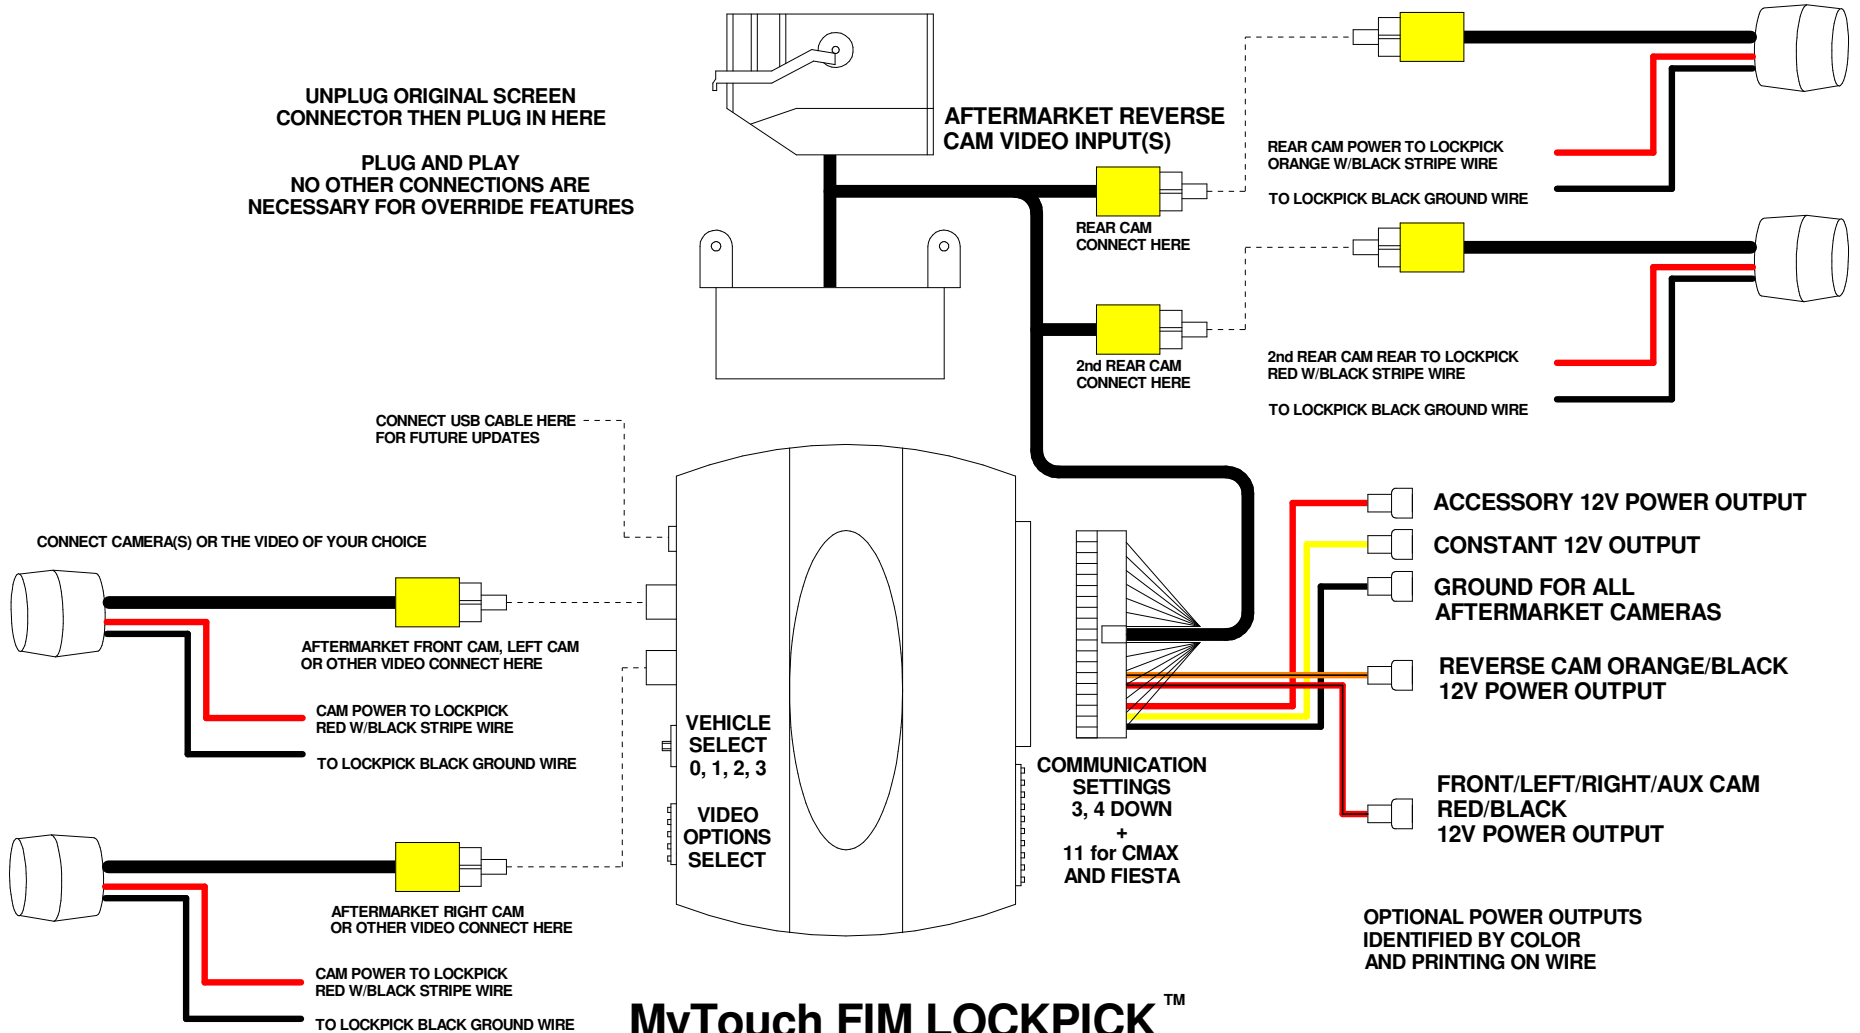 UNPLUG ORIGINAL SCREEN
CONNECTOR THEN PLUG IN HERE
PLUG AND PLAY
NO OTHER CONNECTIONS ARE
NECESSARY FOR OVERRIDE FEATURES
AFTERMARKET REVERSE
CAM VIDEO INPUT(S)
REAR CAM
CONNECT HERE
2nd REAR CAM
CONNECT HERE
REAR CAM POWER TO LOCKPICK
ORANGE W/BLACK STRIPE WIRE
TO LOCKPICK BLACK GROUND WIRE
2nd REAR CAM REAR TO LOCKPICK
RED W/BLACK STRIPE WIRE
TO LOCKPICK BLACK GROUND WIRE
CONNECT USB CABLE HERE
FOR FUTURE UPDATES
CONNECT CAMERA(S) OR THE VIDEO OF YOUR CHOICE
AFTERMARKET FRONT CAM, LEFT CAM
OR OTHER VIDEO CONNECT HERE
CAM POWER TO LOCKPICK
RED W/BLACK STRIPE WIRE
TO LOCKPICK BLACK GROUND WIRE
AFTERMARKET RIGHT CAM
OR OTHER VIDEO CONNECT HERE
CAM POWER TO LOCKPICK
RED W/BLACK STRIPE WIRE
TO LOCKPICK BLACK GROUND WIRE
VEHICLE
SELECT
0, 1, 2, 3
VIDEO
OPTIONS
SELECT
COMMUNICATION
SETTINGS
3, 4 DOWN
+
11 for CMAX
AND FIESTA
ACCESSORY 12V POWER OUTPUT
CONSTANT 12V OUTPUT
GROUND FOR ALL
AFTERMARKET CAMERAS
REVERSE CAM ORANGE/BLACK
12V POWER OUTPUT
FRONT/LEFT/RIGHT/AUX CAM
RED/BLACK
12V POWER OUTPUT
OPTIONAL POWER OUTPUTS
IDENTIFIED BY COLOR
AND PRINTING ON WIRE
MyTouch FIM LOCKPICK ™